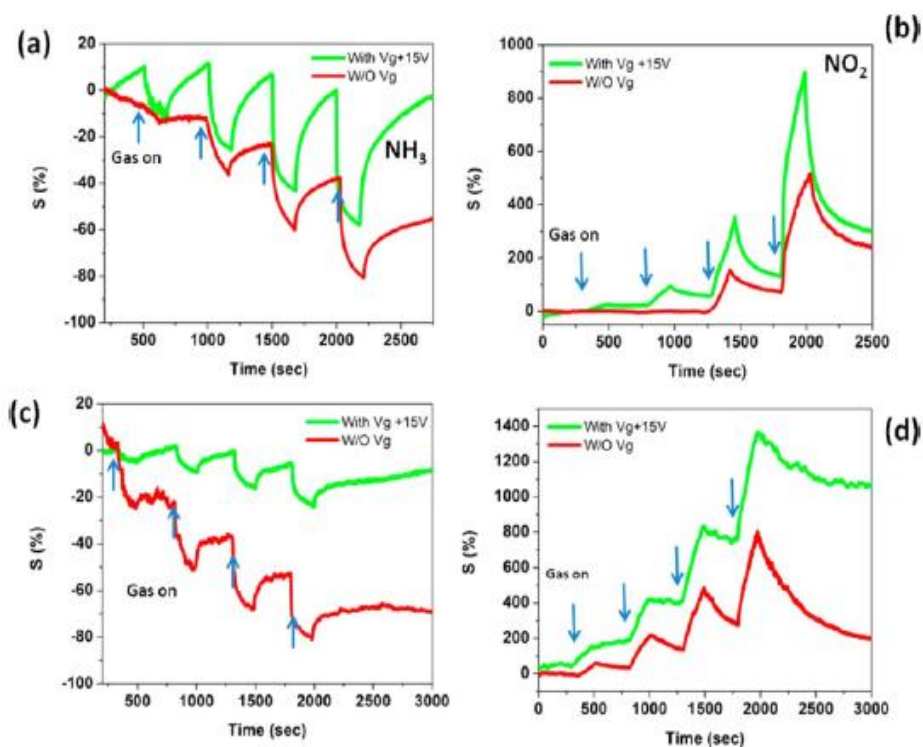 (a)
With Vg+15V
W/O Vg
20
0
-20
-40
-60
-80
-100
S (%)
Gas on
NH3
500
1000
1500
2000
2500
Time (sec)
(b)
With Vg +15V
W/O Vg
NO2
1000
800
600
400
200
0
S (%)
Gas on
0
500
1000
1500
2000
2500
Time (sec)
(c)
With Vg +15V
W/O Vg
20
0
-20
-40
-60
-80
-100
S (%)
Gas on
500
1000
1500
2000
2500
3000
Time (sec)
(d)
With Vg+15V
W/O Vg
1400
1200
1000
800
600
400
200
0
S (%)
Gas on
0
500
1000
1500
2000
2500
3000
Time (sec)